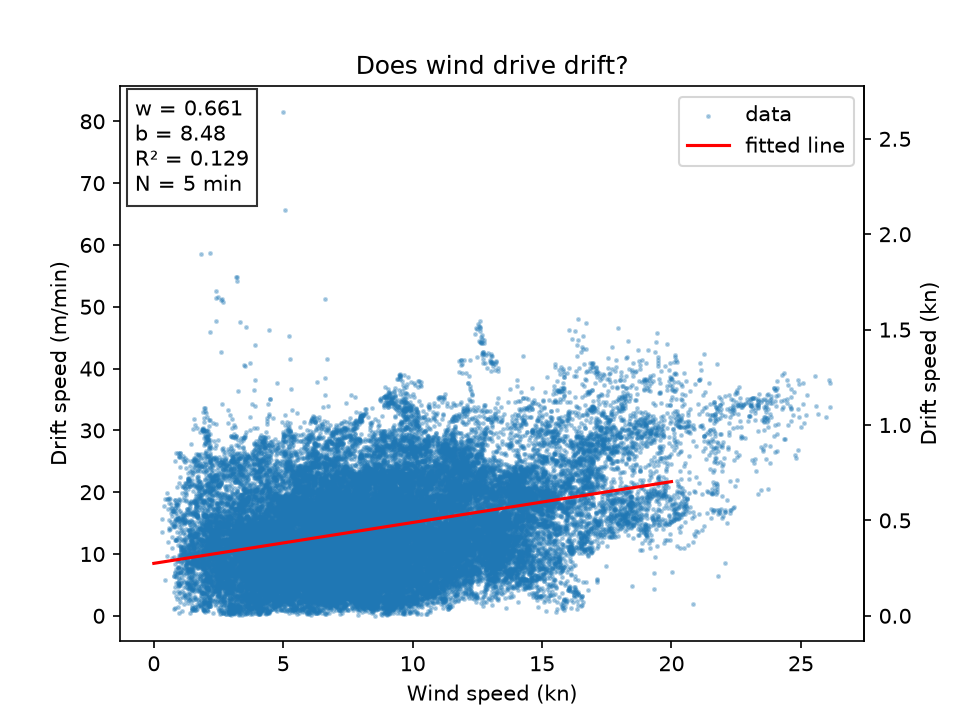 Does wind drive drift?
w = 0.661
b = 8.48
R² = 0.129
N = 5 min
data
fitted line
80
70
60
50
40
30
20
10
0
Drift speed (m/min)
2.5
2.0
1.5
1.0
0.5
0.0
Drift speed (kn)
0
5
10
15
20
25
Wind speed (kn)